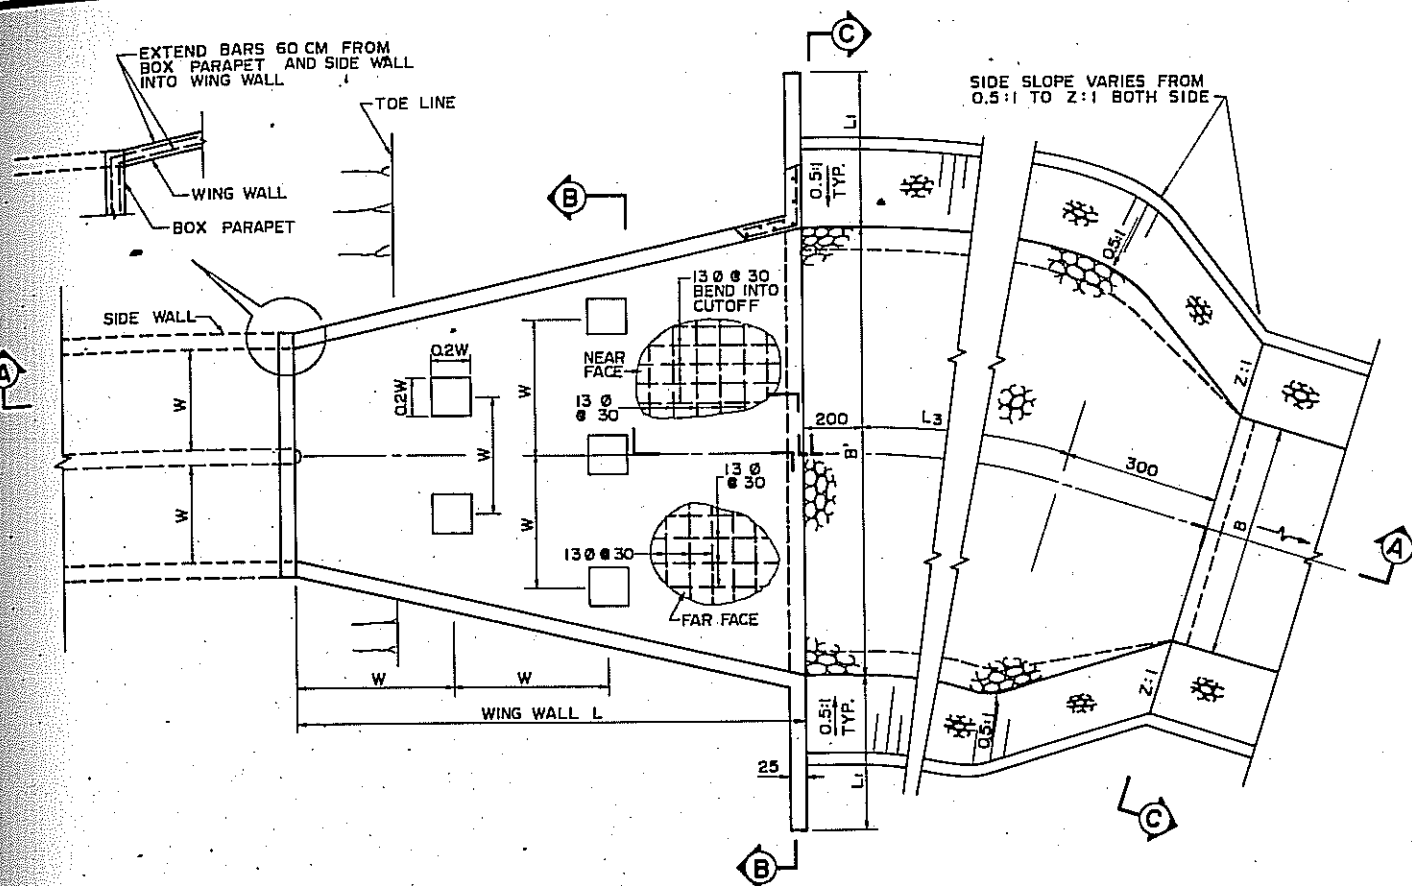 EXTEND BARS 60 CM FROM
BOX PARAPET AND SIDE WALL
INTO WING WALL
TOE LINE
WING WALL
BOX PARAPET
C
SIDE SLOPE VARIES FROM
0.5:1 TO Z:1 BOTH SIDE
L1
0.5:1
TYP.
B
0.5:1
SIDE WALL
13 Ø @ 30
BEND INTO
CUTOFF
NEAR
FACE
0.2W
0.2W
13 Ø
@ 30
A
W
W
W
W
W
200
L3
B'
300
Z:1
13 Ø
@ 30
13 Ø @ 30
FAR FACE
B
A
W
W
WING WALL L
0.5:1
TYP.
0.5:1
Z:1
25
L1
C
B